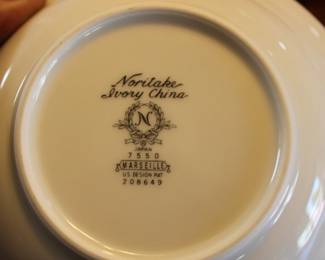 Noritake
Ivory China
N
JAPAN
7550
MARSEILLE
U.S. DESIGN PAT
208649